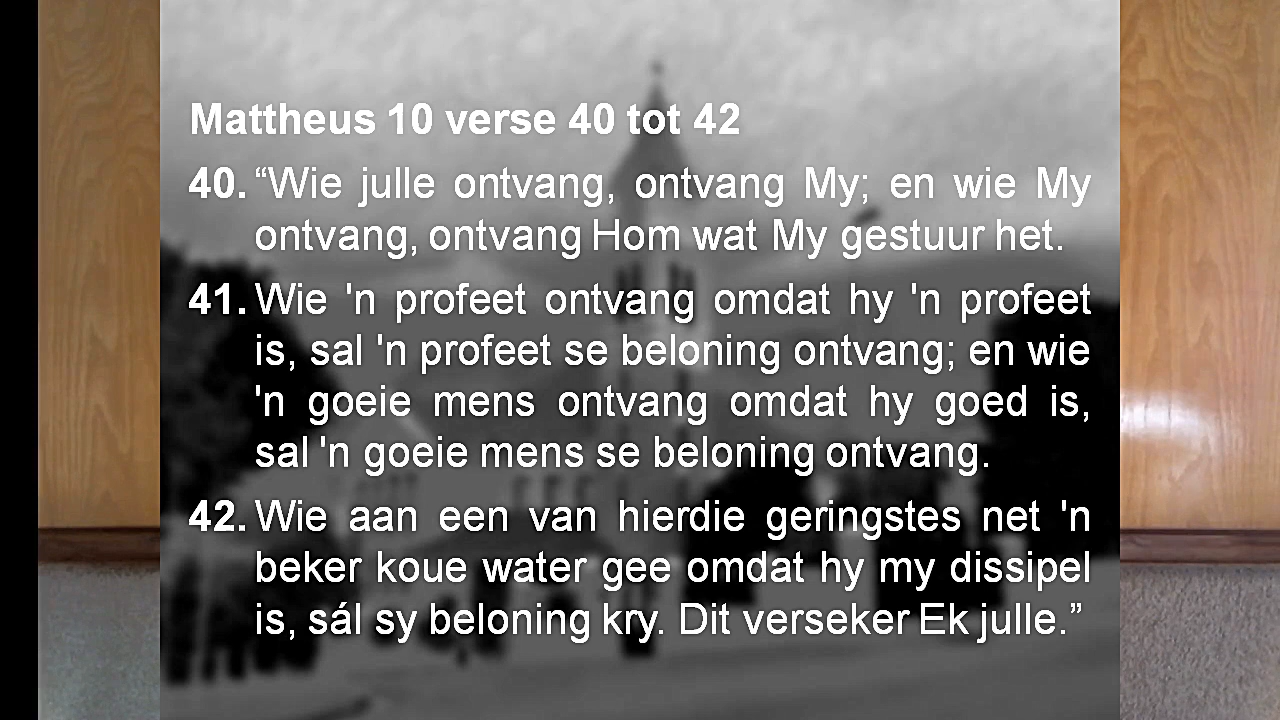 Mattheus 10 verse 40 tot 42
40. “Wie julle ontvang, ontvang My; en wie My
ontvang, ontvang Hom wat My gestuur het.
41. Wie 'n profeet ontvang omdat hy 'n profeet
is, sal 'n profeet se beloning ontvang; en wie
'n goeie mens ontvang omdat hy goed is,
sal 'n goeie mens se beloning ontvang.
42. Wie aan een van hierdie geringstes net 'n
beker koue water gee omdat hy my dissipel
is, sál sy beloning kry. Dit verseker Ek julle.”